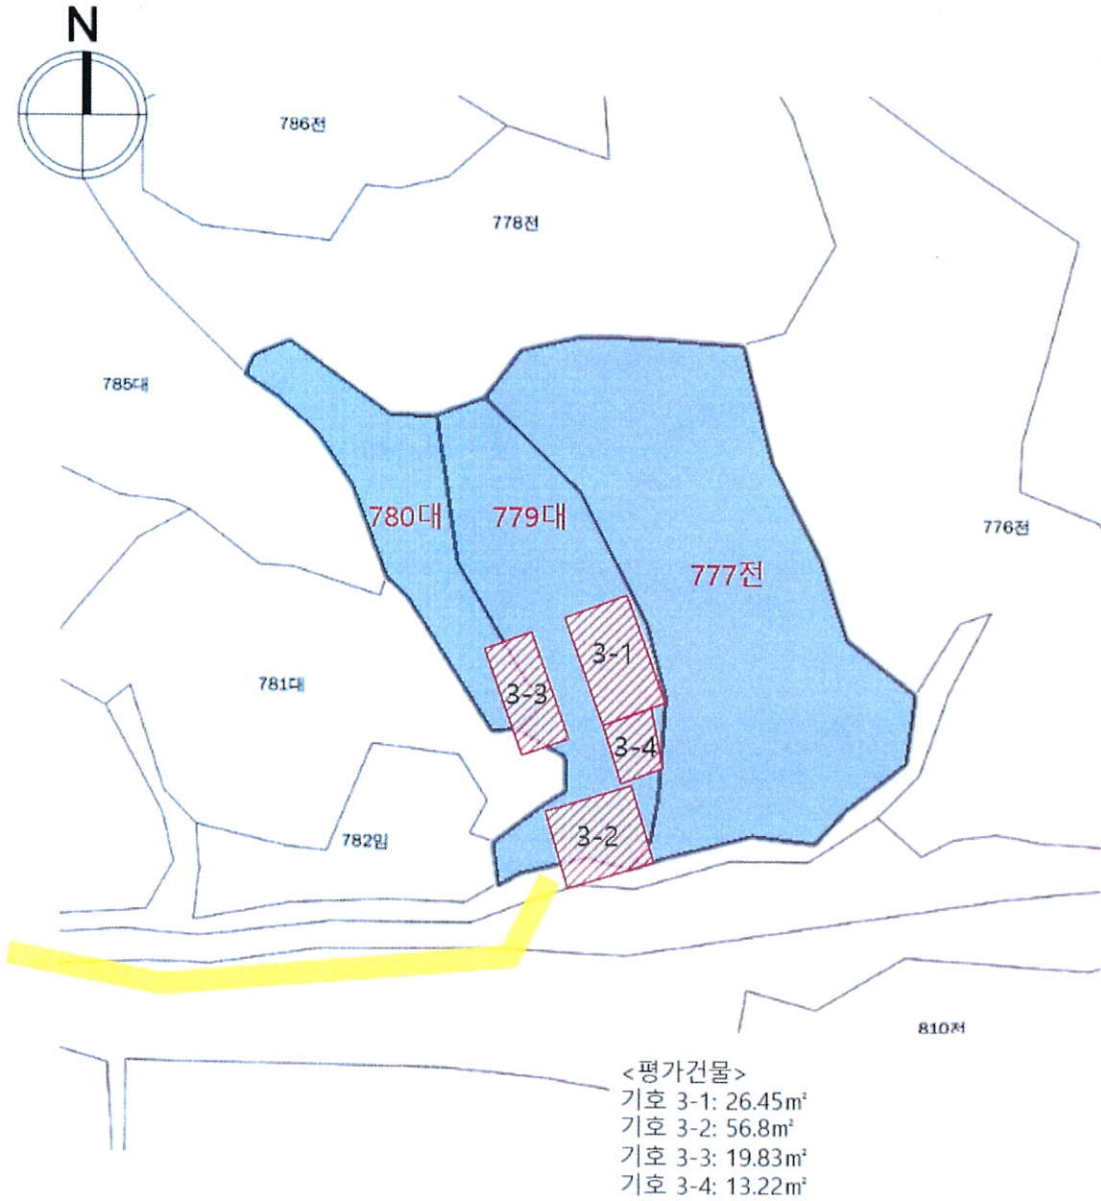 N
786전
778전
785대
780대
779대
776전
777전
3-1
781대
3-3
3-4
782임
3-2
810전
<평가건물>
기호 3-1: 26.45㎡
기호 3-2: 56.8㎡
기호 3-3: 19.83㎡
기호 3-4: 13.22㎡